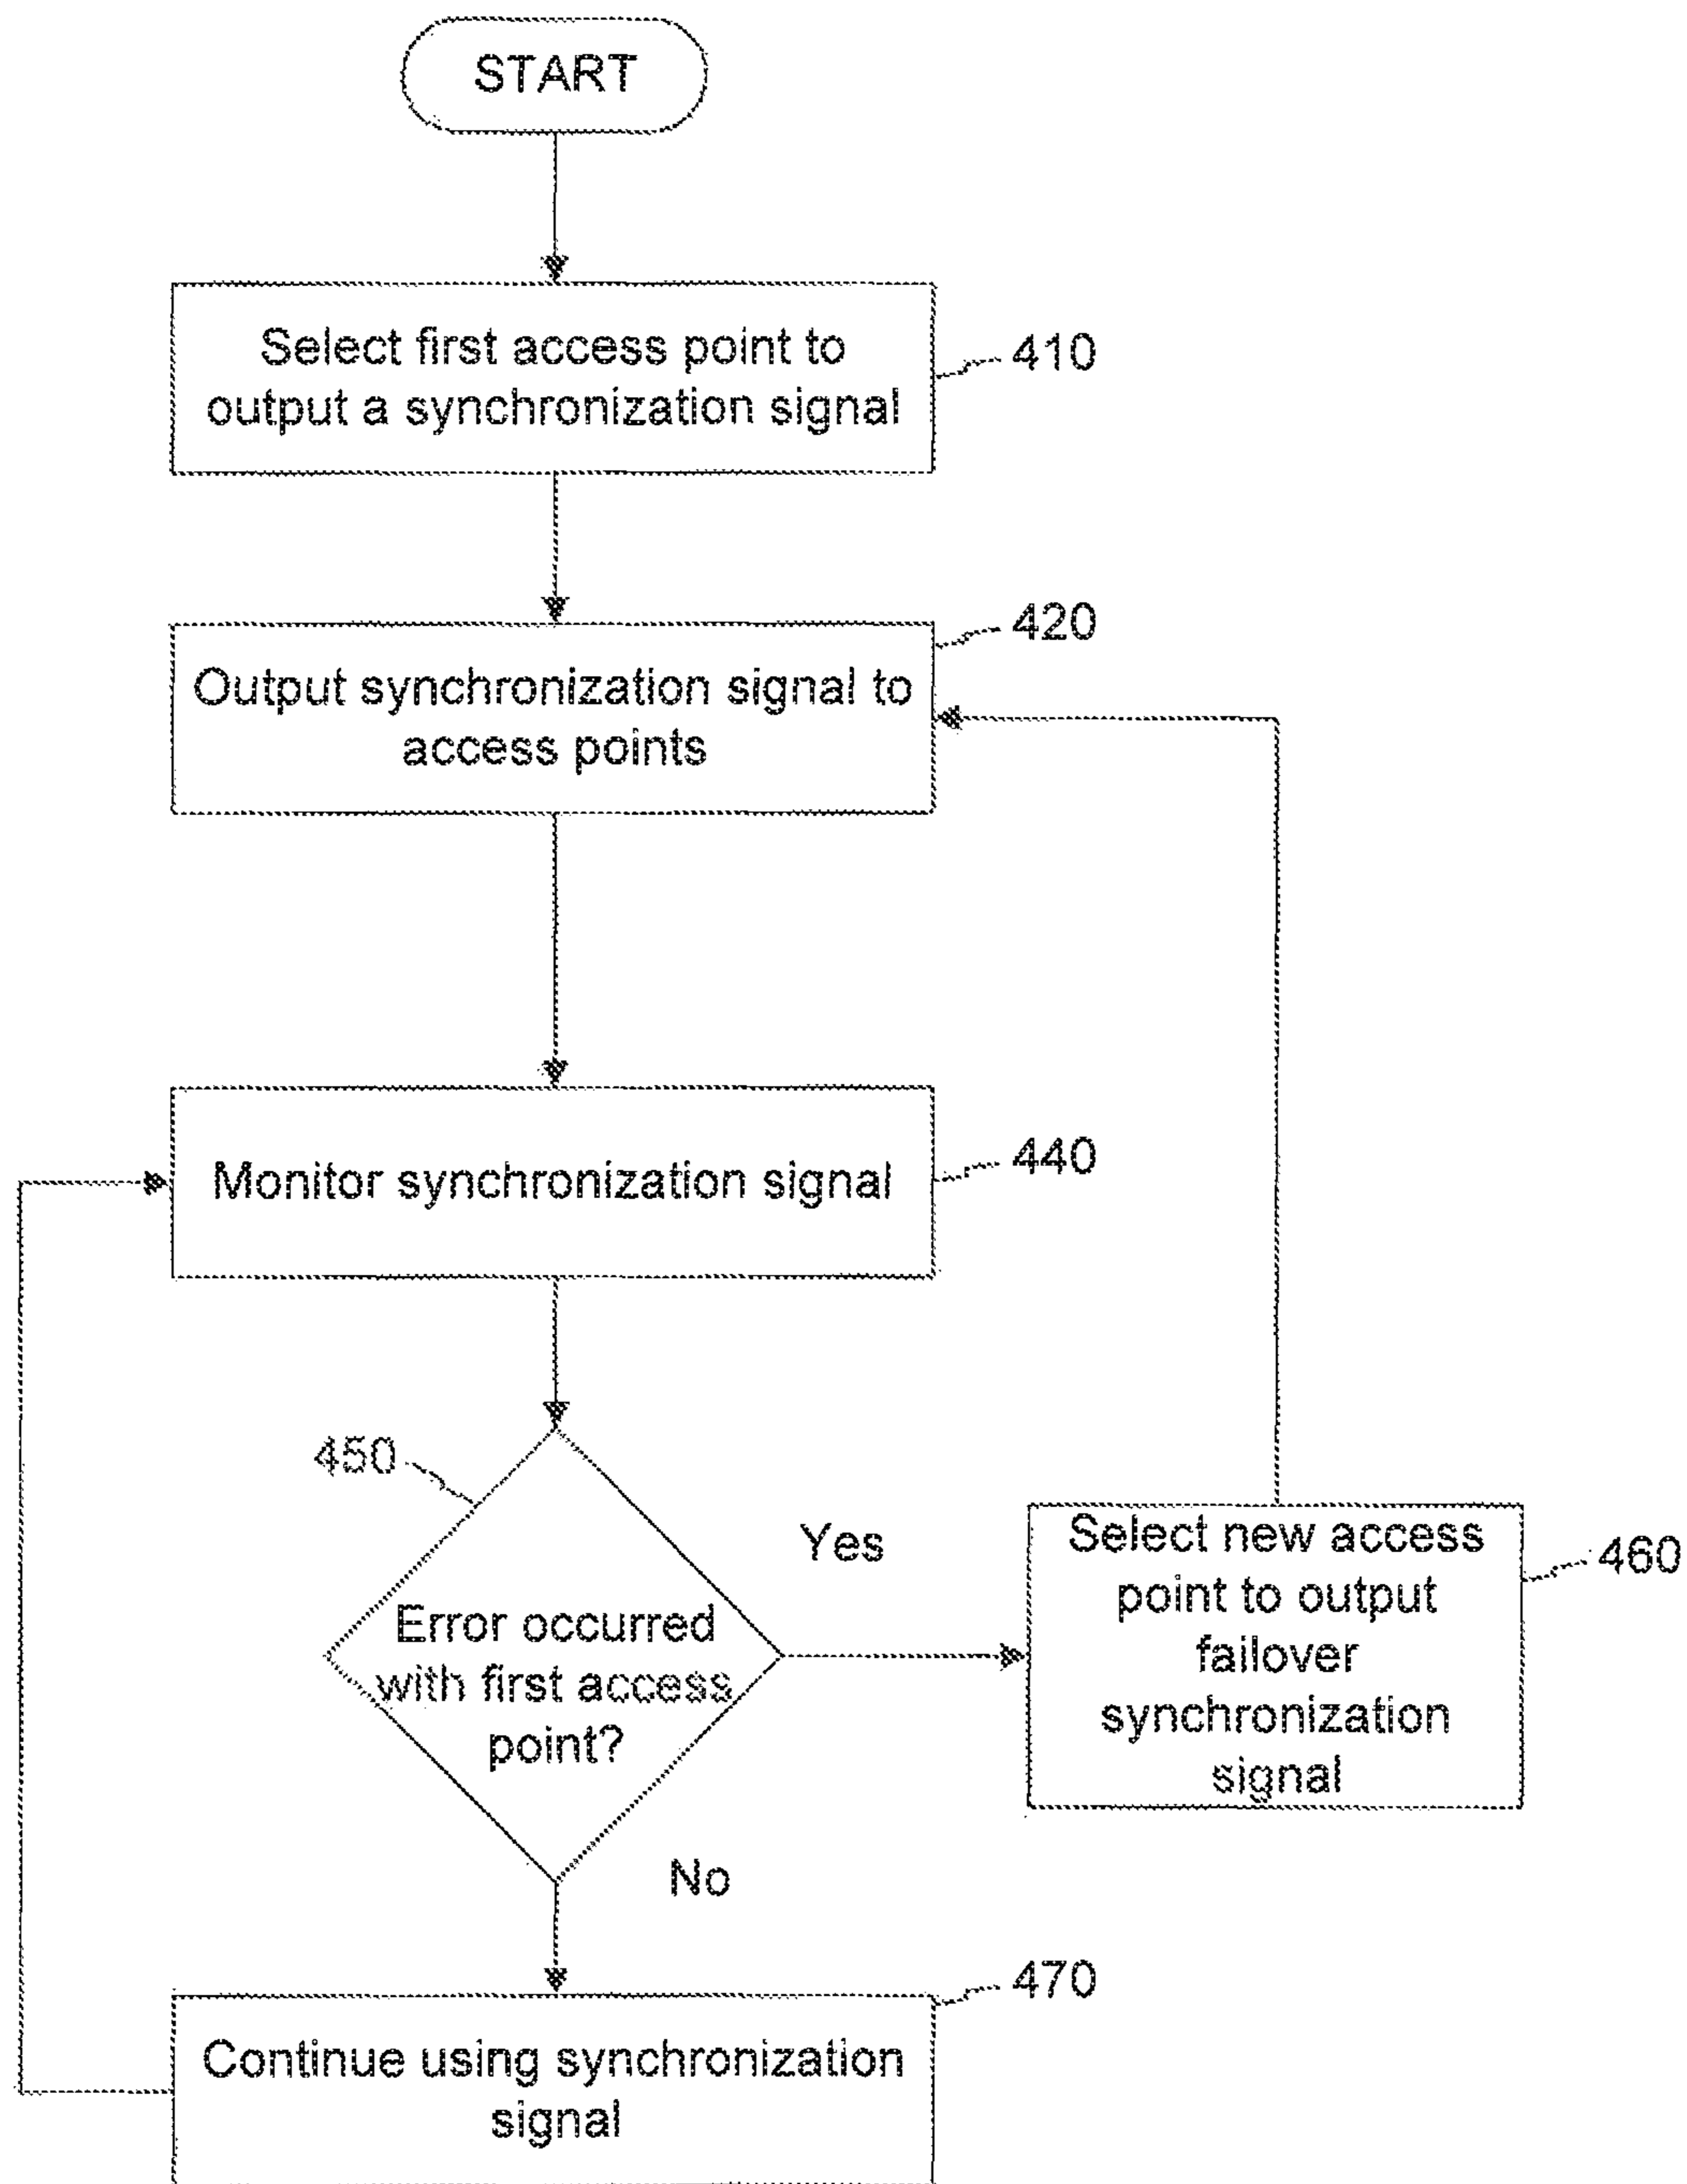 START
Select first access point to
output a synchronization signal
410
420
Output synchronization signal to
access points
Monitor synchronization signal
440
450
Yes
Error occurred
with first access
point?
Select new access
point to output
failover
synchronization
signal
460
No
470
Continue using synchronization
signal